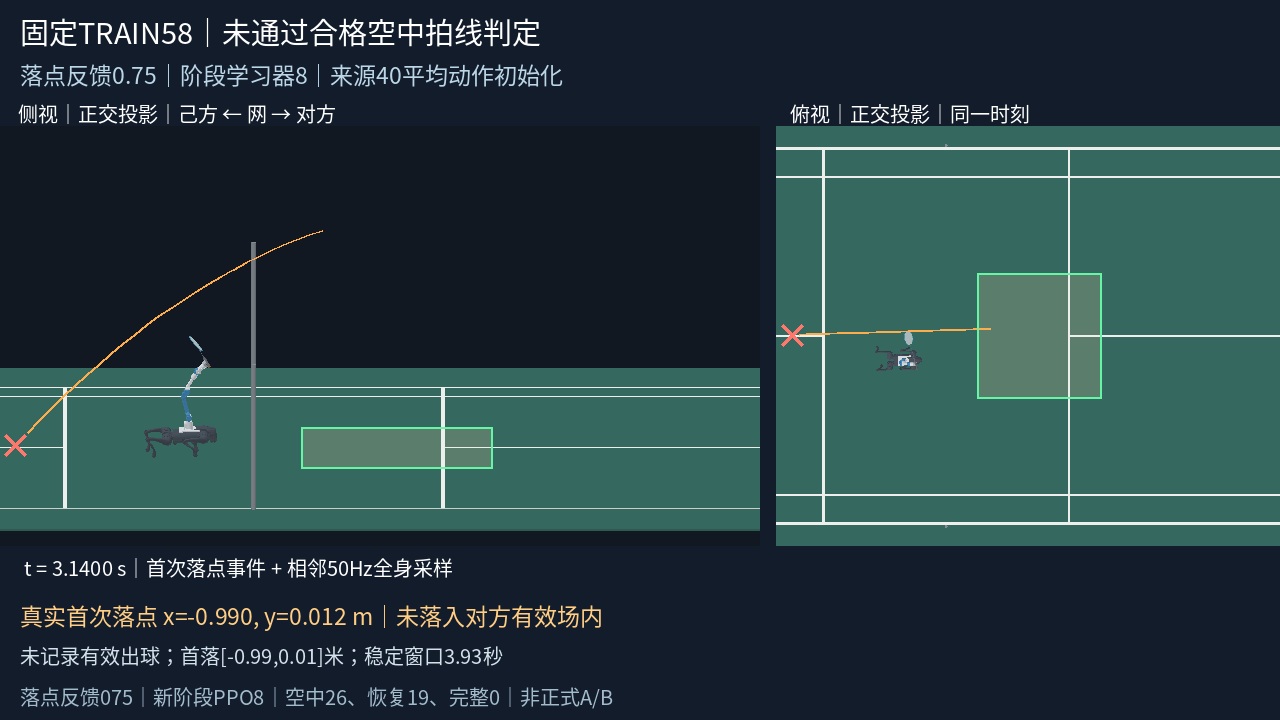 固定TRAIN58｜未通过合格空中拍线判定
落点反馈0.75｜阶段学习器8｜来源40平均动作初始化
侧视｜正交投影｜己方 ← 网 → 对方
俯视｜正交投影｜同一时刻
t = 3.1400 s｜首次落点事件 + 相邻50Hz全身采样
真实首次落点 x=-0.990, y=0.012 m｜未落入对方有效场内
未记录有效出球；首落[-0.99,0.01]米；稳定窗口3.93秒
落点反馈075｜新阶段PPO8｜空中26、恢复19、完整0｜非正式A/B